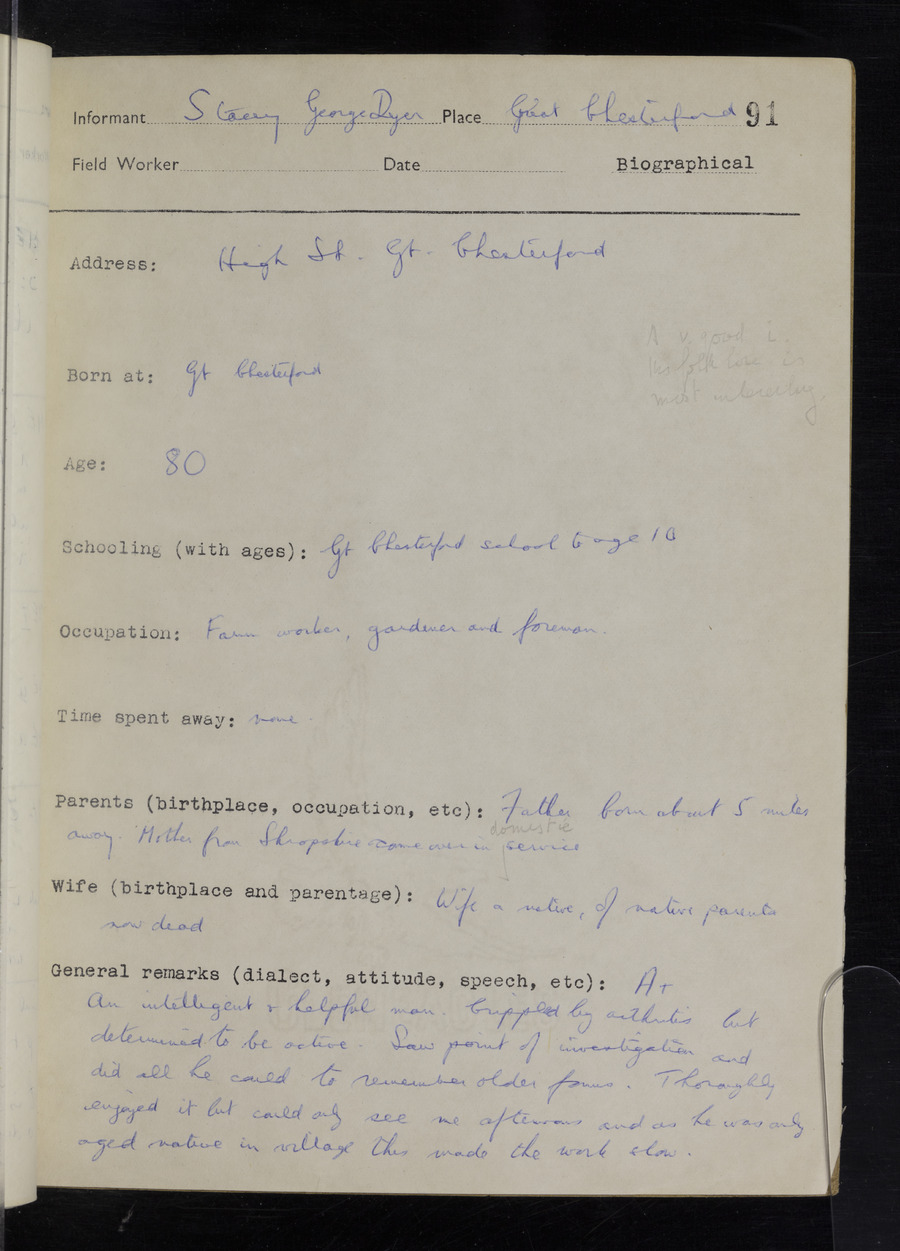 Informant Stacey George Dyer Place Great Chesterford 91
Field Worker Date Biographical
Address: High St. Gt. Chesterford
A v. good i.
his folk lore is
most interesting.
Born at: Gt Chesterford
Age: 80
Schooling (with ages): Gt Chesterford school to age 10
Occupation: Farm worker, gardener and foreman.
Time spent away: none.
Parents (birthplace, occupation, etc): Father born about 5 miles
domestic
away. Mother from Shropshire came over in service
Wife (birthplace and parentage): Wife a native, of native parents
now dead
General remarks (dialect, attitude, speech, etc): A+
An intelligent & helpful man. Crippled by arthritis but
determined to be active. Saw point of investigation and
did all he could to remember older forms. Thoroughly
enjoyed it but could only see me afternoons and as he was only
aged native in village this made the work slow.